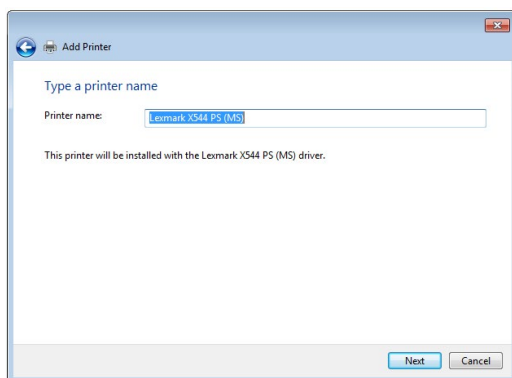 Add Printer
Type a printer name
Printer name: Lexmark X544 PS (MS)
This printer will be installed with the Lexmark X544 PS (MS) driver.
Next Cancel